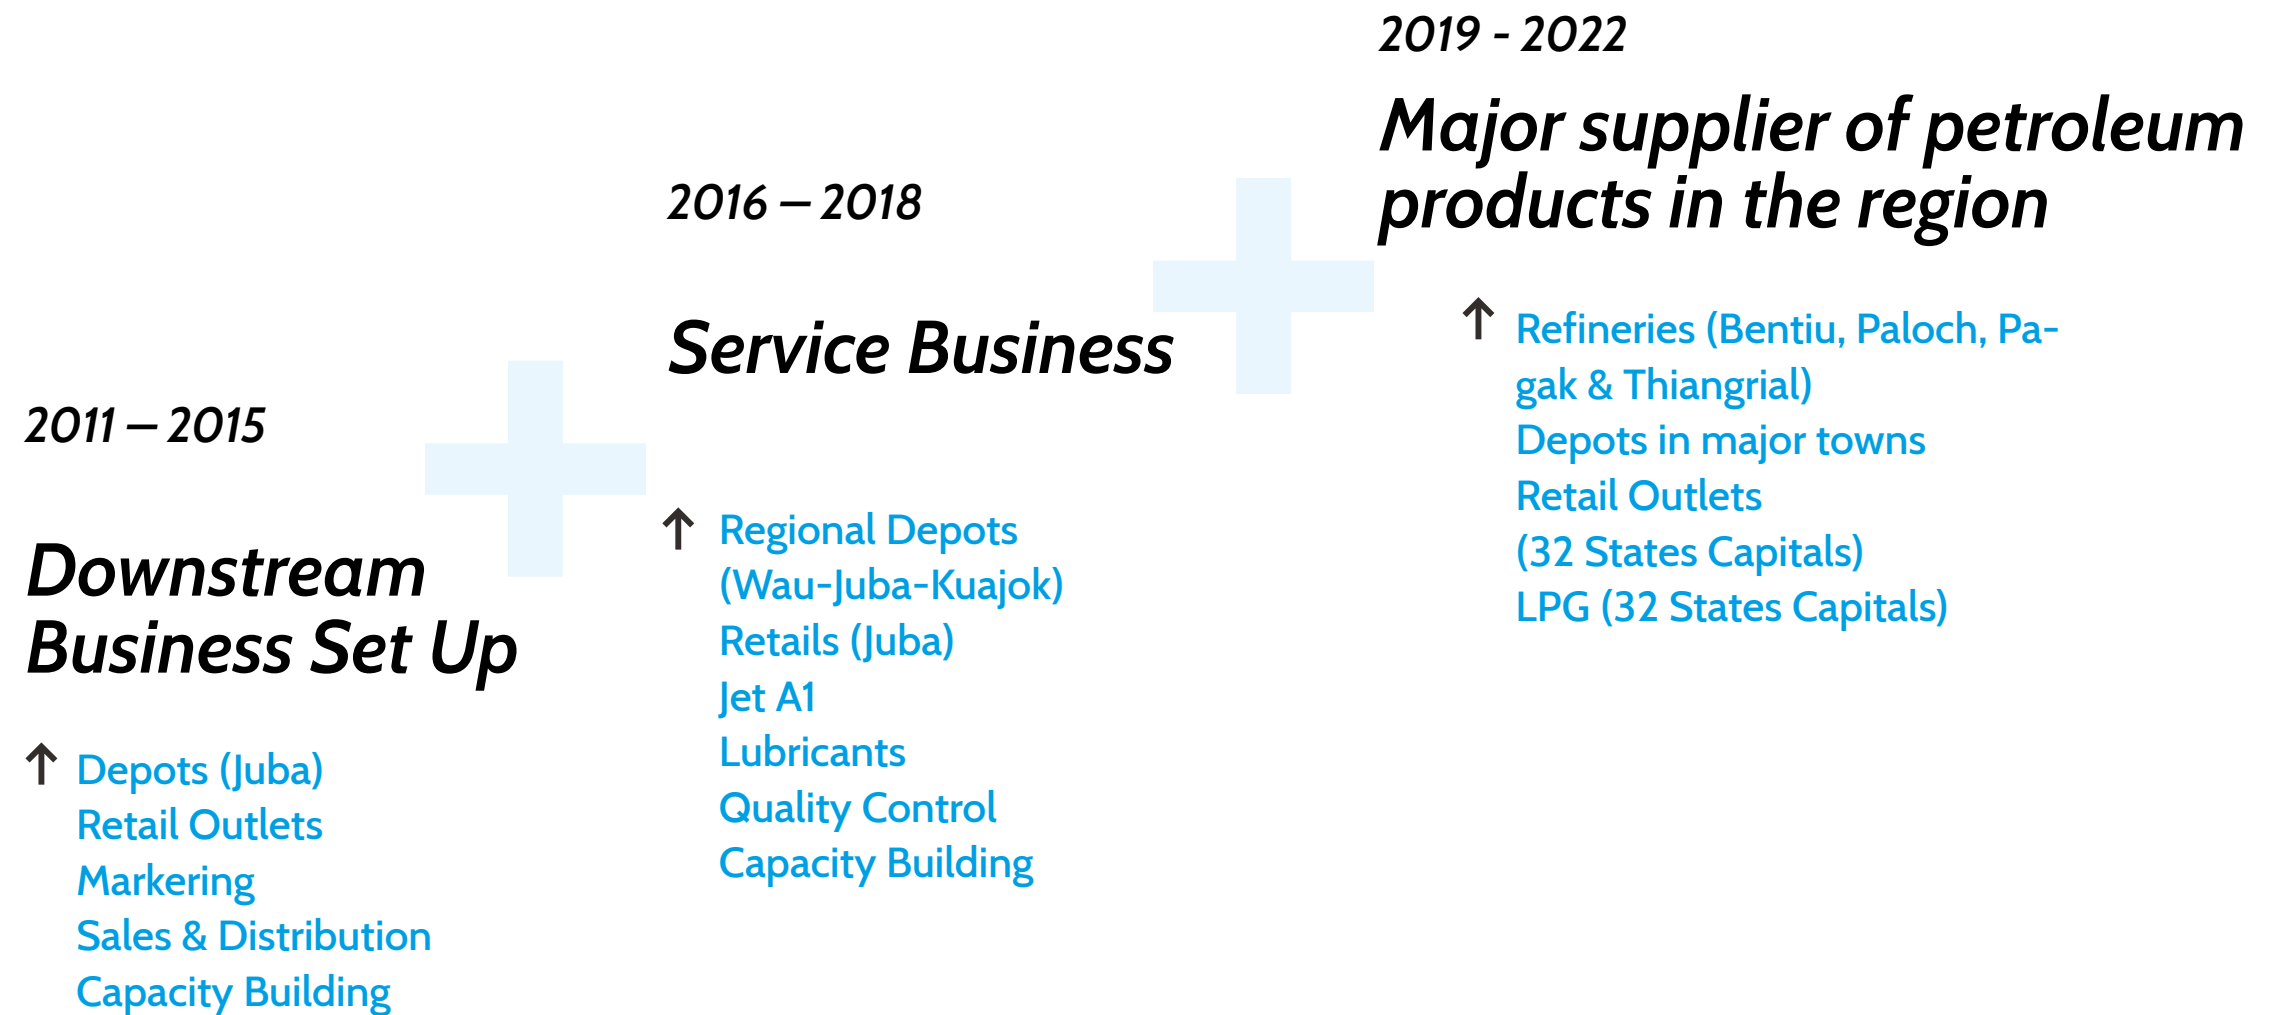 2011 – 2015
Downstream
Business Set Up
↑ Depots (Juba)
Retail Outlets
Markering
Sales & Distribution
Capacity Building
2016 – 2018
Service Business
↑ Regional Depots
(Wau-Juba-Kuajok)
Retails (Juba)
Jet A1
Lubricants
Quality Control
Capacity Building
2019 - 2022
Major supplier of petroleum
products in the region
↑ Refineries (Bentiu, Paloch, Pa-
gak & Thiangrial)
Depots in major towns
Retail Outlets
(32 States Capitals)
LPG (32 States Capitals)